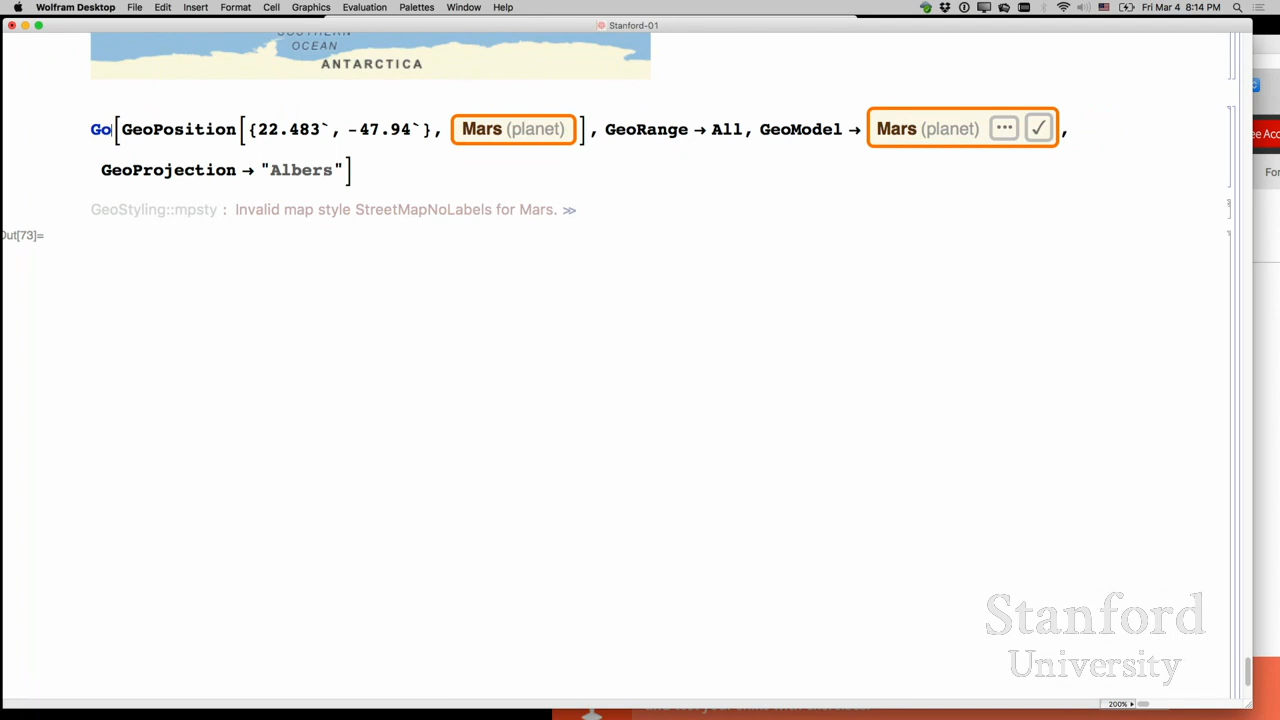 Wolfram Desktop File Edit Insert Format Cell Graphics Evaluation Palettes Window Help Fri Mar 4 8:14 PM
Stanford-01
OCEAN
ANTARCTICA
Go[GeoPosition[{22.483`, -47.94`}, Mars (planet)], GeoRange → All, GeoModel → Mars (planet) ··· ✓,
GeoProjection → "Albers"]
GeoStyling::mpsty : Invalid map style StreetMapNoLabels for Mars. ≫
Out[73]=
Stanford
University
200%